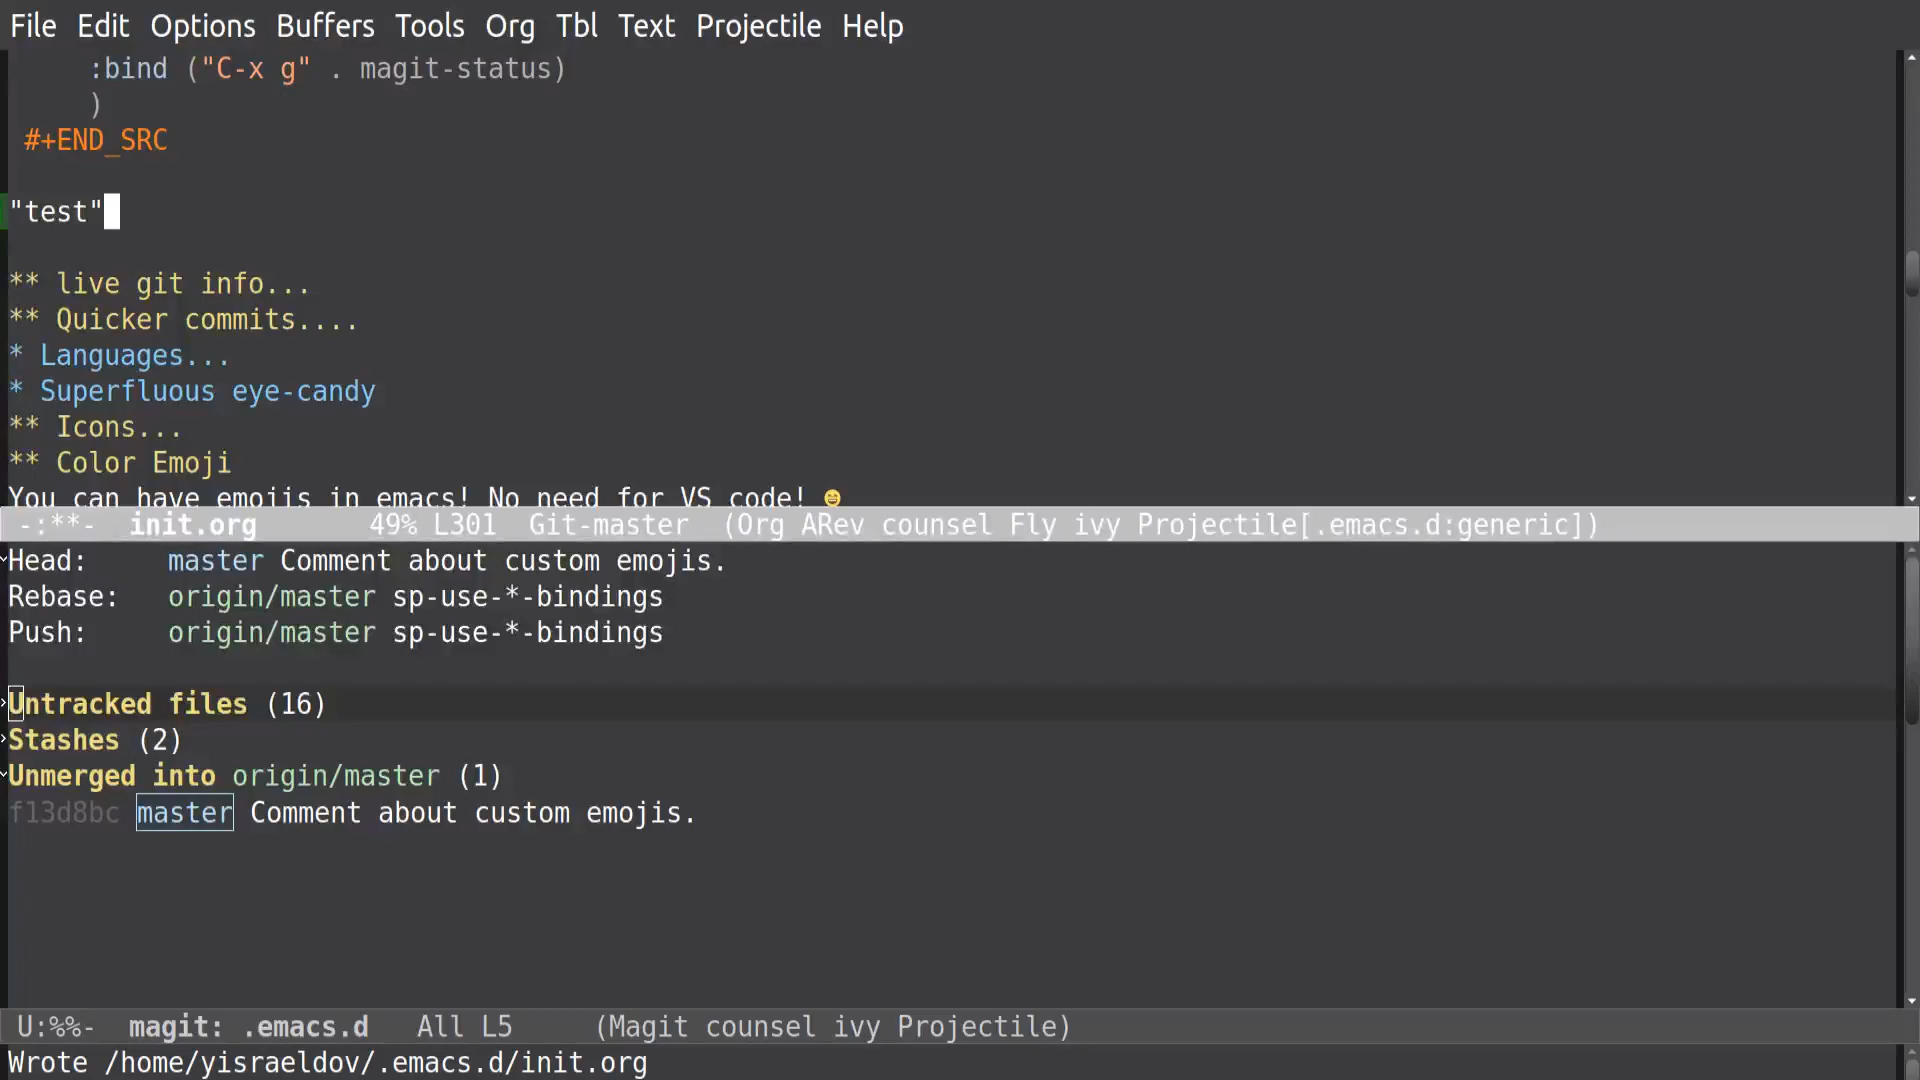 File Edit Options Buffers Tools Org Tbl Text Projectile Help
:bind ("C-x g" . magit-status)
)
#+END_SRC
"test"
** live git info...
** Quicker commits....
* Languages...
* Superfluous eye-candy
** Icons...
** Color Emoji
You can have emojis in emacs! No need for VS code! 😄
-:**- init.org 49% L301 Git-master (Org ARev counsel Fly ivy Projectile[.emacs.d:generic])
Head: master Comment about custom emojis.
Rebase: origin/master sp-use-*-bindings
Push: origin/master sp-use-*-bindings
Untracked files (16)
Stashes (2)
Unmerged into origin/master (1)
f13d8bc master Comment about custom emojis.
U:%%- magit: .emacs.d All L5 (Magit counsel ivy Projectile)
Wrote /home/yisraeldov/.emacs.d/init.org